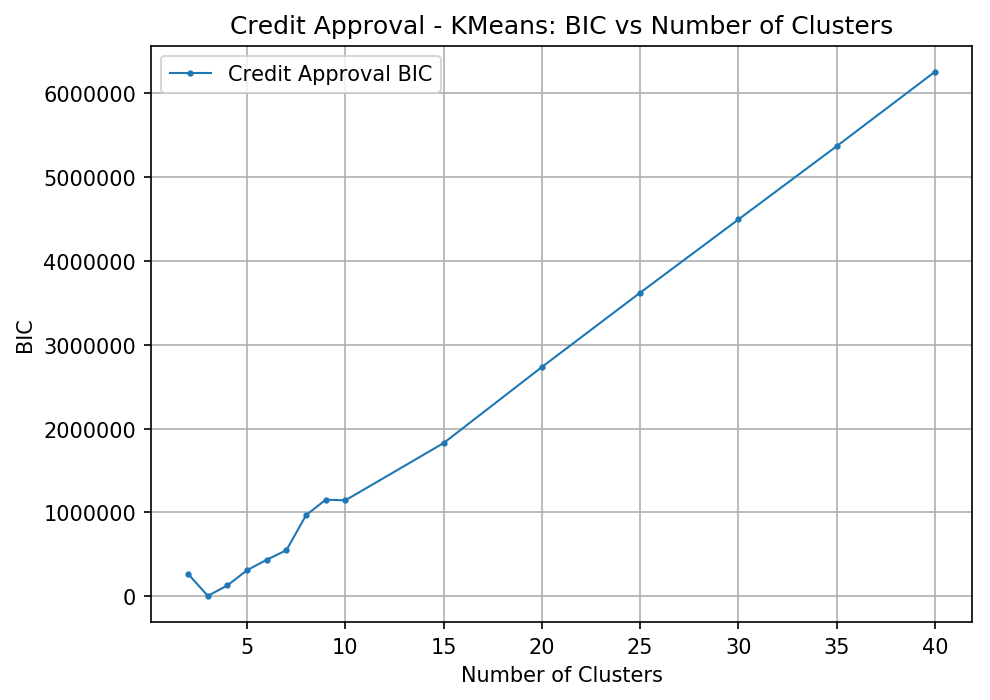 Credit Approval - KMeans: BIC vs Number of Clusters
Credit Approval BIC
6000000
5000000
4000000
3000000
2000000
1000000
0
BIC
5 10 15 20 25 30 35 40
Number of Clusters